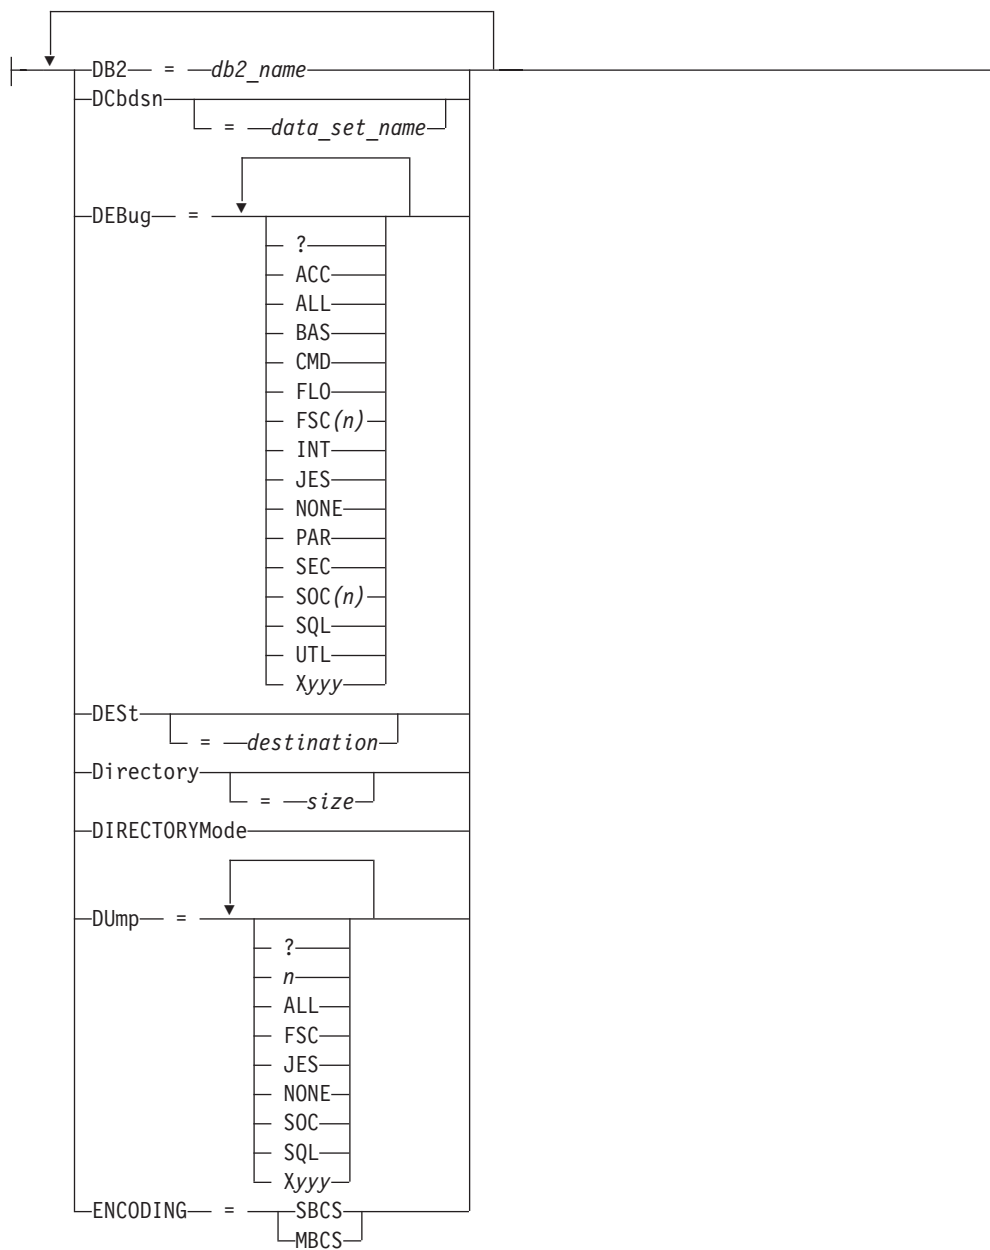 DB2 = db2_name
DCbdsn
= data_set_name
DEBug =
?
ACC
ALL
BAS
CMD
FLO
FSC(n)
INT
JES
NONE
PAR
SEC
SOC(n)
SQL
UTL
Xyyy
DESt
= destination
Directory
= size
DIRECTORYMode
DUmp =
?
n
ALL
FSC
JES
NONE
SOC
SQL
Xyyy
ENCODING = SBCS
MBCS